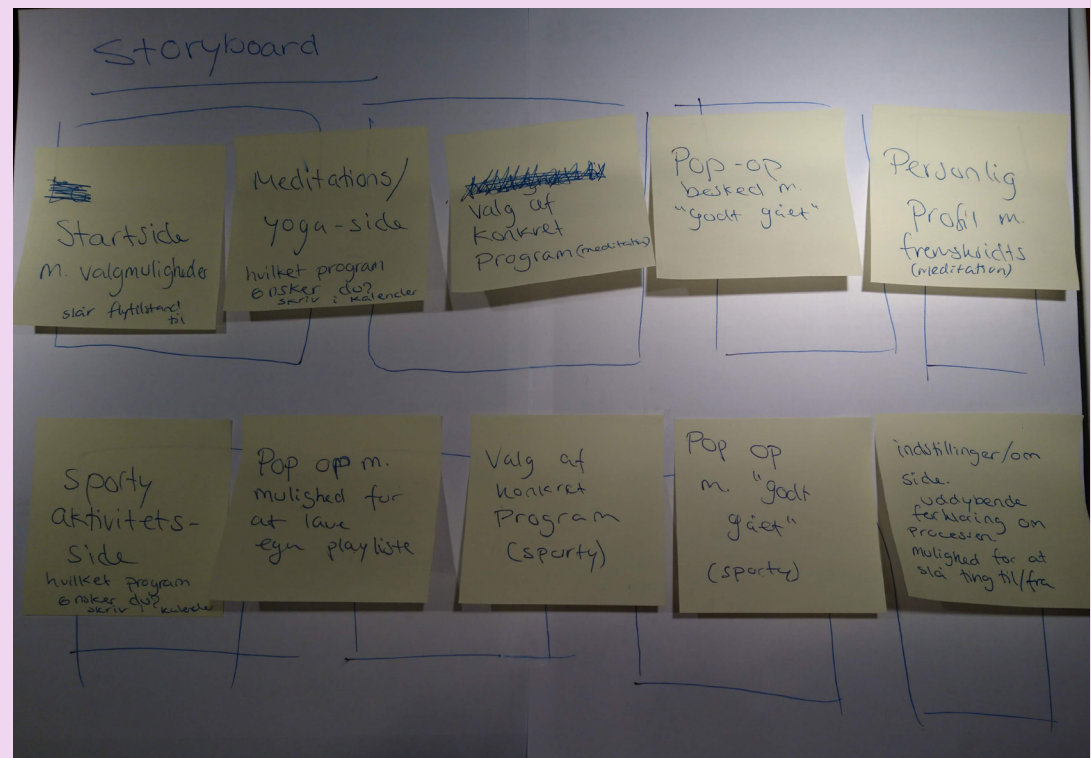 Storyboard
Startside
m. valgmuligheder
slår flytilstand
til
Meditations/
yoga-side
hvilket program
ønsker du?
skriv i kalender
valg af
konkret
Program (meditation)
Pop-op
besked m.
"godt gået"
Personlig
Profil m.
fremskridts
(meditation)
Sporty
aktivitets-
side
hvilket program
ønsker du?
skriv i kalender
Pop op m.
mulighed for
at lave
egn playliste
Valg af
konkret
Program
(sporty)
Pop op
m. "godt
gået"
(sporty)
indstillinger/om
side.
uddybende
forklaring om
processen
mulighed for at
slå ting til/fra